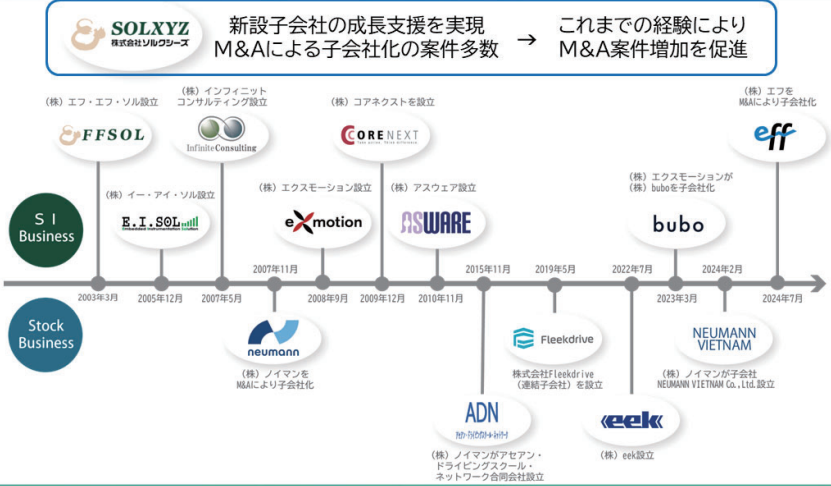 SOLXYZ
株式会社ソルクシーズ
新設子会社の成長支援を実現
M&Aによる子会社化の案件多数
→
これまでの経験により
M&A案件増加を促進
(株)エフ・エフ・ソル設立
FFSOL
(株)インフィニット
コンサルティング設立
InfiniteConsulting
(株)コアネクストを設立
CORENEXT
(株)エフを
M&Aにより子会社化
eff
(株)イー・アイ・ソル設立
E.I.SOL
Embedded Instrumentation Solution
(株)エクスモーション設立
eXmotion
(株)アスウェア設立
ASWARE
(株)エクスモーションが
(株)buboを子会社化
bubo
SI
Business
2003年3月
2005年12月
2007年5月
2007年11月
2008年9月
2009年12月
2010年11月
2015年11月
2019年5月
2022年7月
2023年3月
2024年2月
2024年7月
Stock
Business
neumann
(株)ノイマンを
M&Aにより子会社化
Fleekdrive
株式会社Fleekdrive
(連結子会社)を設立
NEUMANN
VIETNAM
(株)ノイマンが子会社
NEUMANN VIETNAM Co.,Ltd.設立
ADN
(株)ノイマンがアセアン・
ドライビングスクール・
ネットワーク合同会社設立
eek
(株)eek設立